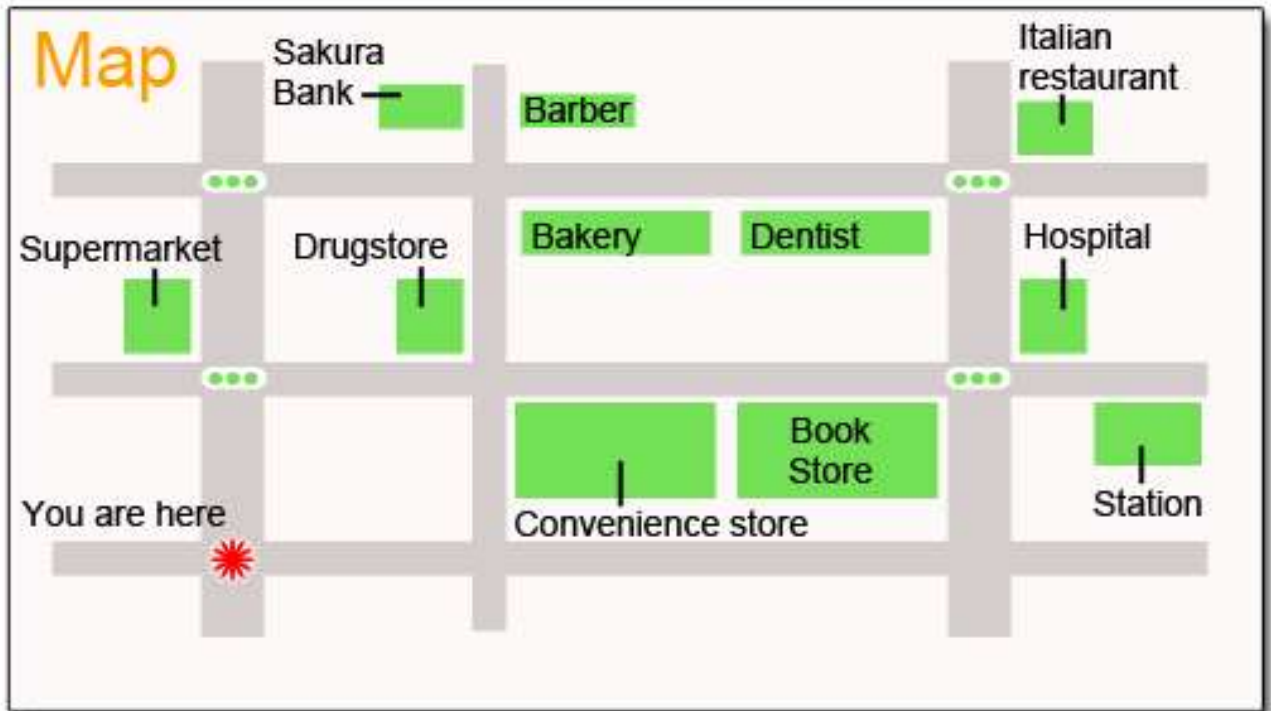 Map
Sakura
Bank
Barber
Italian
restaurant
Supermarket
Drugstore
Bakery
Dentist
Hospital
Book
Store
You are here
Convenience store
Station